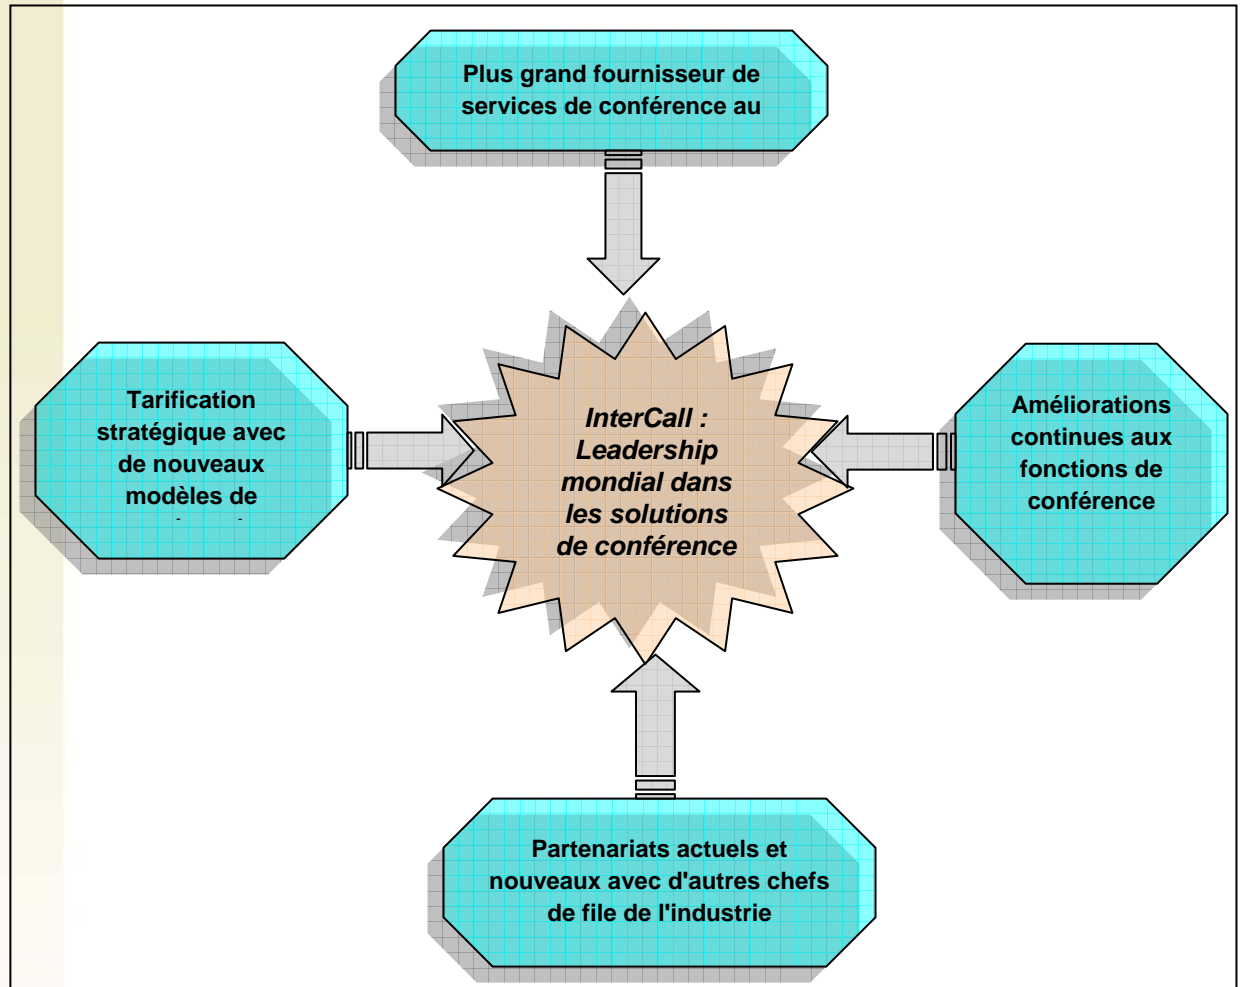 Plus grand fournisseur de
services de conférence au
Tarification
stratégique avec
de nouveaux
modèles de
InterCall :
Leadership
mondial dans
les solutions
de conférence
Améliorations
continues aux
fonctions de
conférence
Partenariats actuels et
nouveaux avec d'autres chefs
de file de l'industrie